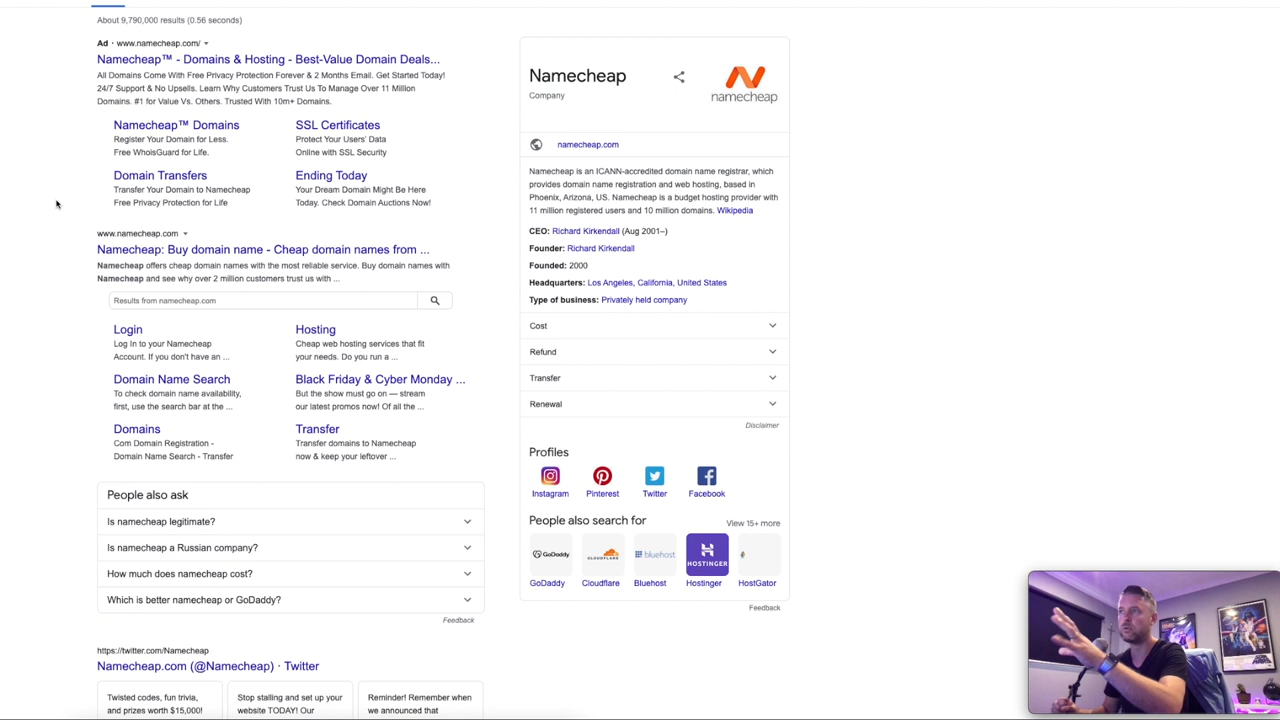 About 9,790,000 results (0.56 seconds)
Ad · www.namecheap.com/
Namecheap™ - Domains & Hosting - Best-Value Domain Deals...
All Domains Come With Free Privacy Protection Forever & 2 Months Email. Get Started Today!
24/7 Support & No Upsells. Learn Why Customers Trust Us To Manage Over 11 Million
Domains. #1 for Value Vs. Others. Trusted With 10m+ Domains.
Namecheap™ Domains
Register Your Domain for Less.
Free WhoisGuard for Life.
SSL Certificates
Protect Your Users' Data
Online with SSL Security
Domain Transfers
Transfer Your Domain to Namecheap
Free Privacy Protection for Life
Ending Today
Your Dream Domain Might Be Here
Today. Check Domain Auctions Now!
www.namecheap.com
Namecheap: Buy domain name - Cheap domain names from ...
Namecheap offers cheap domain names with the most reliable service. Buy domain names with
Namecheap and see why over 2 million customers trust us with ...
Results from namecheap.com
Login
Log In to your Namecheap
Account. If you don't have an ...
Hosting
Cheap web hosting services that fit
your needs. Do you run a ...
Domain Name Search
To check domain name availability,
first, use the search bar at the ...
Black Friday & Cyber Monday ...
But the show must go on — stream
our latest promos now! Of all the ...
Domains
Com Domain Registration -
Domain Name Search - Transfer
Transfer
Transfer domains to Namecheap
now & keep your leftover ...
People also ask
Is namecheap legitimate?
Is namecheap a Russian company?
How much does namecheap cost?
Which is better namecheap or GoDaddy?
Feedback
https://twitter.com/Namecheap
Namecheap.com (@Namecheap) · Twitter
Twisted codes, fun trivia,
and prizes worth $15,000!
Stop stalling and set up your
website TODAY! Our
Reminder! Remember when
we announced that
Namecheap
Company
namecheap
namecheap.com
Namecheap is an ICANN-accredited domain name registrar, which
provides domain name registration and web hosting, based in
Phoenix, Arizona, US. Namecheap is a budget hosting provider with
11 million registered users and 10 million domains. Wikipedia
CEO: Richard Kirkendall (Aug 2001–)
Founder: Richard Kirkendall
Founded: 2000
Headquarters: Los Angeles, California, United States
Type of business: Privately held company
Cost
Refund
Transfer
Renewal
Disclaimer
Profiles
Instagram
Pinterest
Twitter
Facebook
People also search for
View 15+ more
GoDaddy
CLOUDFLARE
bluehost
HOSTINGER
GoDaddy
Cloudflare
Bluehost
Hostinger
HostGator
Feedback